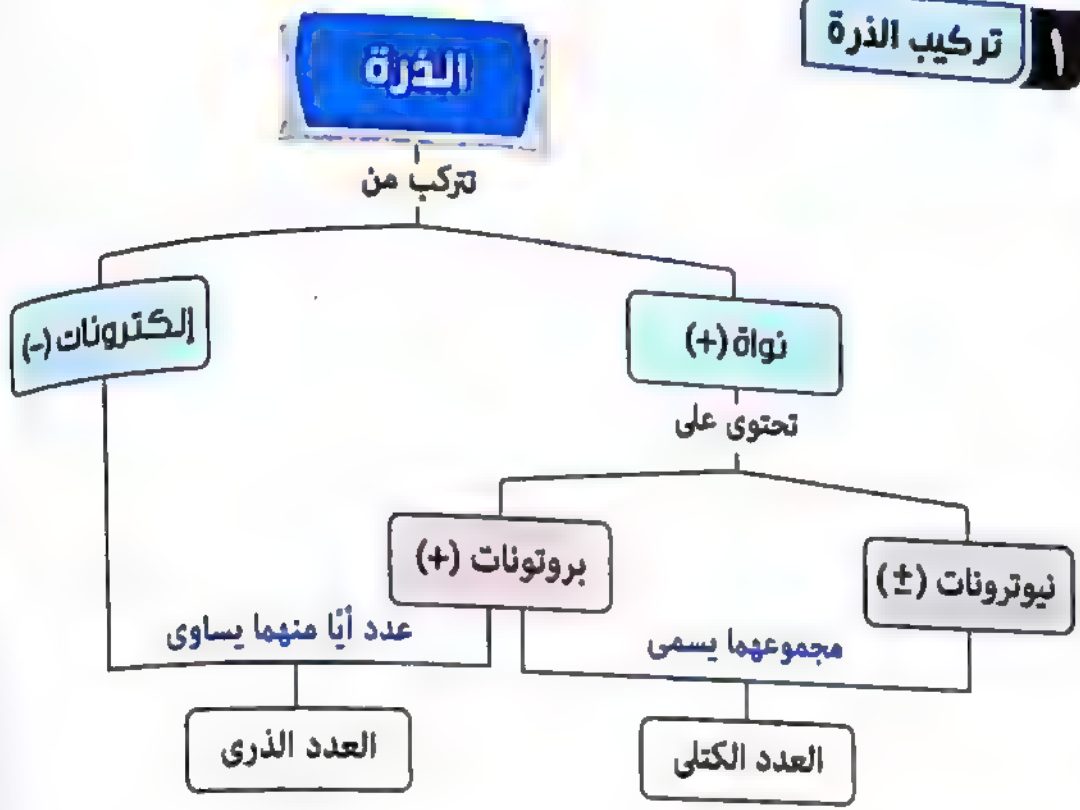 ١ تركيب الذرة
الذرة
تتركب من
نواة (+)
إلكترونات (-)
تحتوى على
نيوترونات (±)
بروتونات (+)
مجموعهما يسمى
عدد أيًا منهما يساوى
العدد الكتلى
العدد الذرى